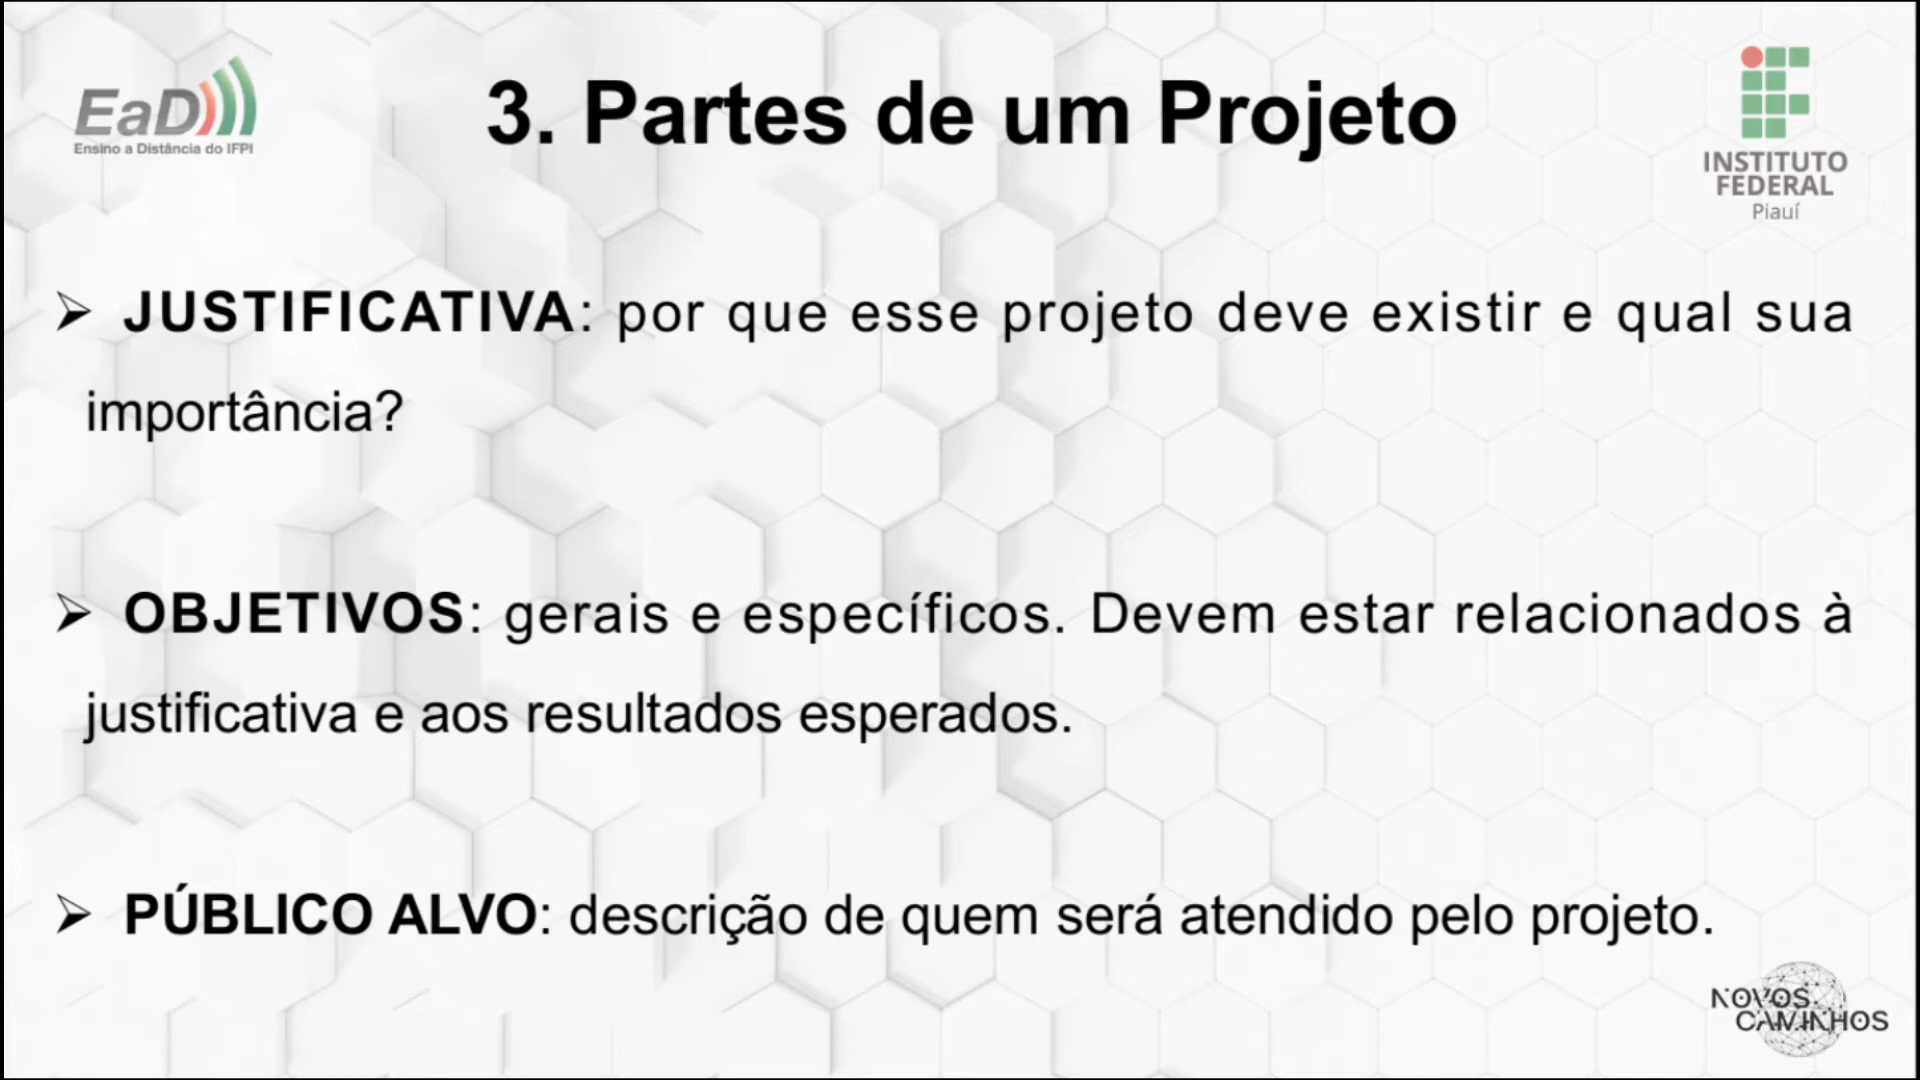 EaD
Ensino a Distância do IFPI
3. Partes de um Projeto
INSTITUTO
FEDERAL
Piauí
➢ JUSTIFICATIVA: por que esse projeto deve existir e qual sua
importância?
➢ OBJETIVOS: gerais e específicos. Devem estar relacionados à
justificativa e aos resultados esperados.
➢ PÚBLICO ALVO: descrição de quem será atendido pelo projeto.
NOVOS
CAMINHOS